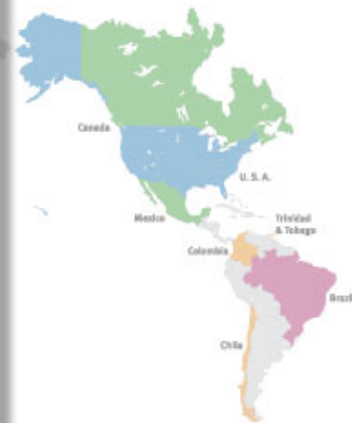 Canada
U. S. A.
Mexico
Trinidad
& Tobago
Colombia
Brazil
Chile